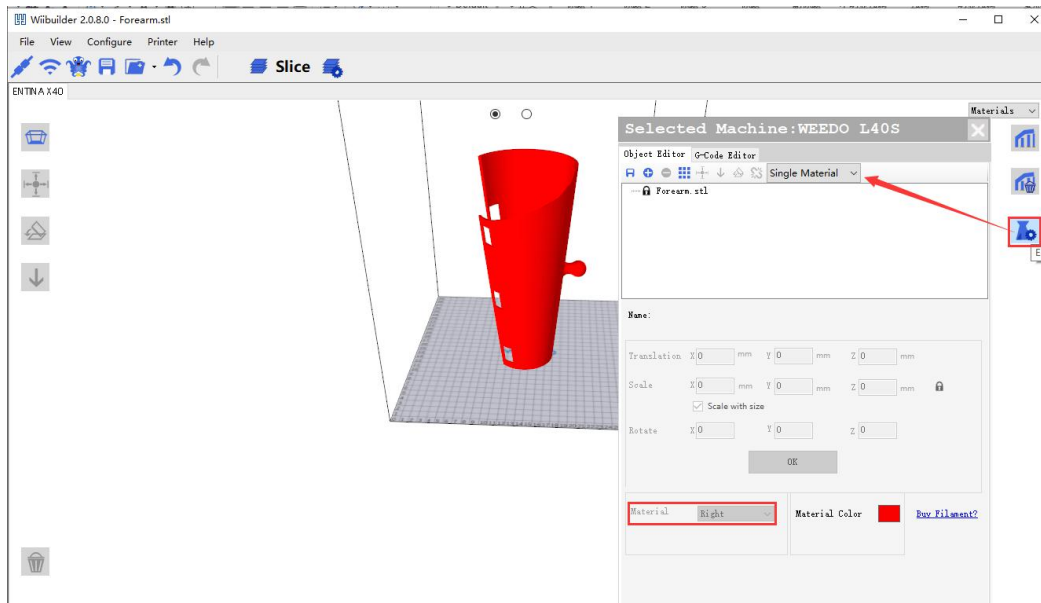 Wiibuilder 2.0.8.0 - Forearm.stl
File View Configure Printer Help
Slice
ENTINA X40
Materials
Selected Machine:WEEDO L40S
Object Editor G-Code Editor
Single Material
Forearm.stl
Name:
Translation X 0 mm Y 0 mm Z 0 mm
Scale X 0 mm Y 0 mm Z 0 mm
Scale with size
Rotate X 0 Y 0 Z 0
OK
Material Right
Material Color
Buy Filament?
E